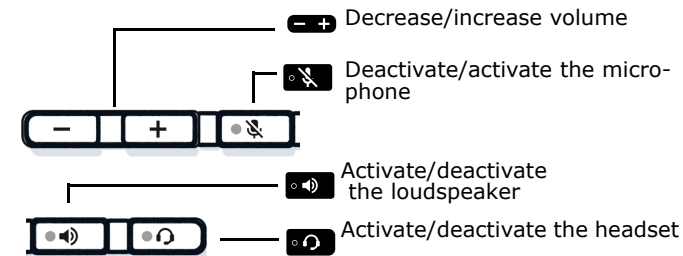 Decrease/increase volume
Deactivate/activate the micro-
phone
Activate/deactivate
the loudspeaker
Activate/deactivate the headset